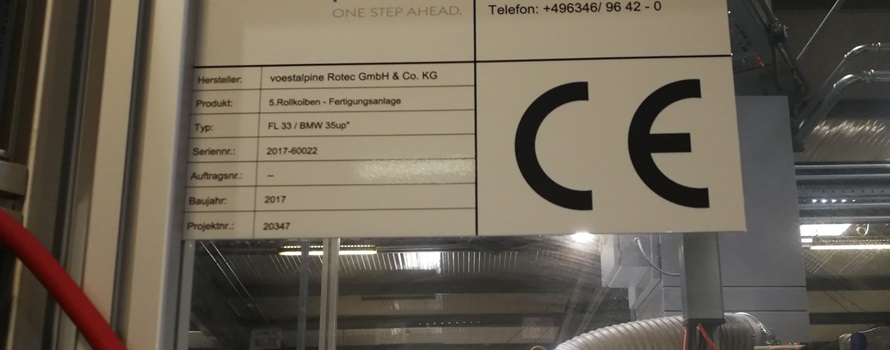 ONE STEP AHEAD.
Telefon: +496346/ 96 42 - 0
Hersteller: voestalpine Rotec GmbH & Co. KG
Produkt: 5.Rollkolben - Fertigungsanlage
Typ: FL 33 / BMW 35up"
Seriennr.: 2017-60022
Auftragsnr.: --
Baujahr: 2017
Projektnr.: 20347
CE